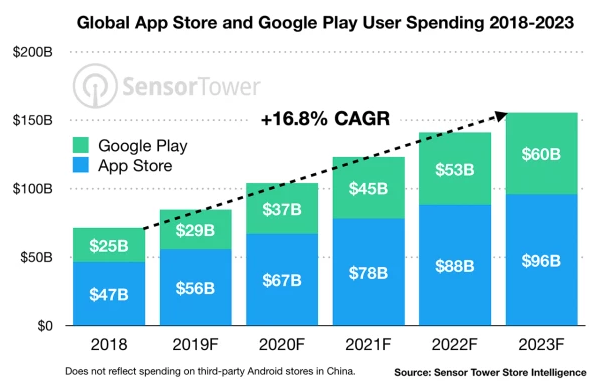 Global App Store and Google Play User Spending 2018-2023
$200B
SensorTower
$150B
+16.8% CAGR
Google Play
App Store
$100B
$50B
$0
$25B
$29B
$37B
$45B
$53B
$60B
$47B
$56B
$67B
$78B
$88B
$96B
2018
2019F
2020F
2021F
2022F
2023F
Does not reflect spending on third-party Android stores in China.
Source: Sensor Tower Store Intelligence